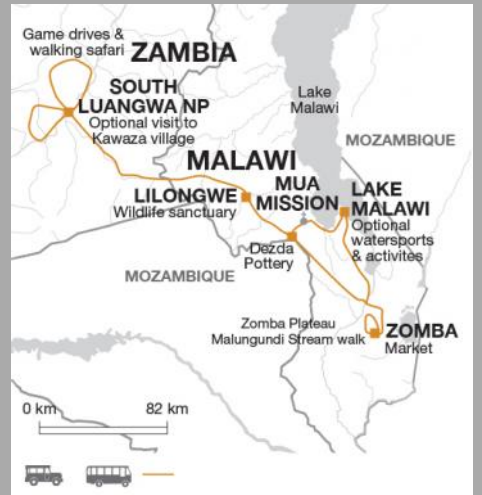 Game drives &
walking safari
ZAMBIA
SOUTH
LUANGWA NP
Optional visit to
Kawaza village
Lake
Malawi
MOZAMBIQUE
MALAWI
MUA
MISSION
LILONGWE
Wildlife sanctuary
LAKE
MALAWI
Optional
watersports
& activites
Dezda
Pottery
MOZAMBIQUE
Zomba Plateau
Malungundi Stream walk
ZOMBA
Market
0 km 82 km